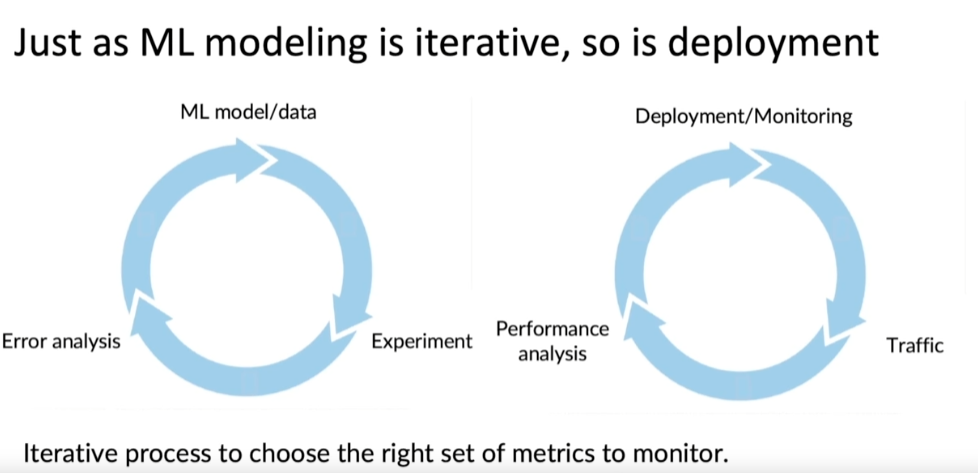 Just as ML modeling is iterative, so is deployment
ML model/data
Deployment/Monitoring
Error analysis
Experiment
Performance
analysis
Traffic
Iterative process to choose the right set of metrics to monitor.